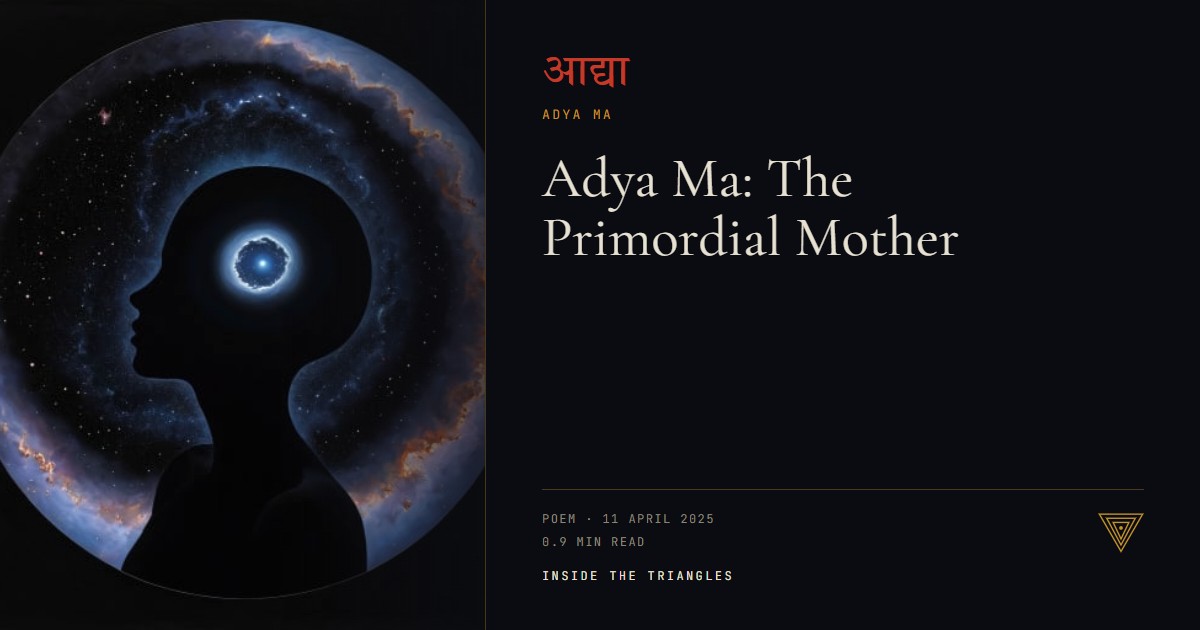 आद्या
ADYA MA
Adya Ma: The
Primordial Mother
POEM · 11 APRIL 2025
0.9 MIN READ
INSIDE THE TRIANGLES